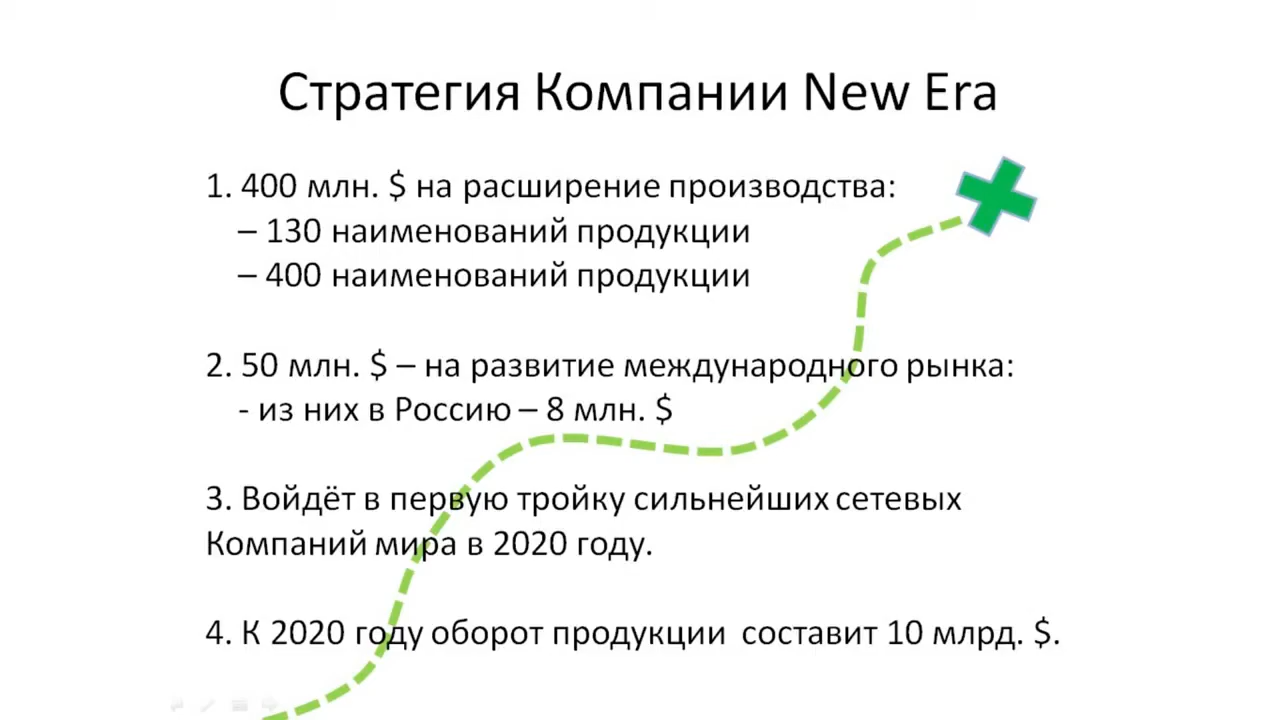 Стратегия Компании New Era
1. 400 млн. $ на расширение производства:
– 130 наименований продукции
– 400 наименований продукции
2. 50 млн. $ – на развитие международного рынка:
- из них в Россию – 8 млн. $
3. Войдёт в первую тройку сильнейших сетевых
Компаний мира в 2020 году.
4. К 2020 году оборот продукции составит 10 млрд. $.